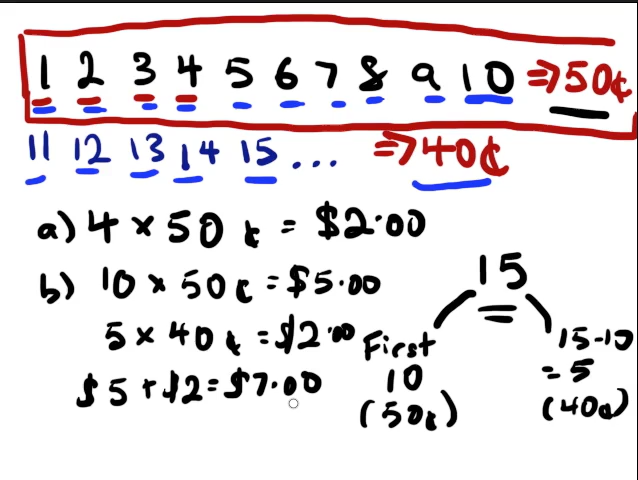 1 2 3 4 5 6 7 8 9 10 ⇒ 50¢
11 12 13 14 15 ... ⇒ 40¢
a) 4 × 50 ¢ = $2.00
b) 10 × 50 ¢ = $5.00
5 × 40 ¢ = $2.00
$5 + $2 = $7.00
15
First
10
(50¢)
15-10
= 5
(40¢)